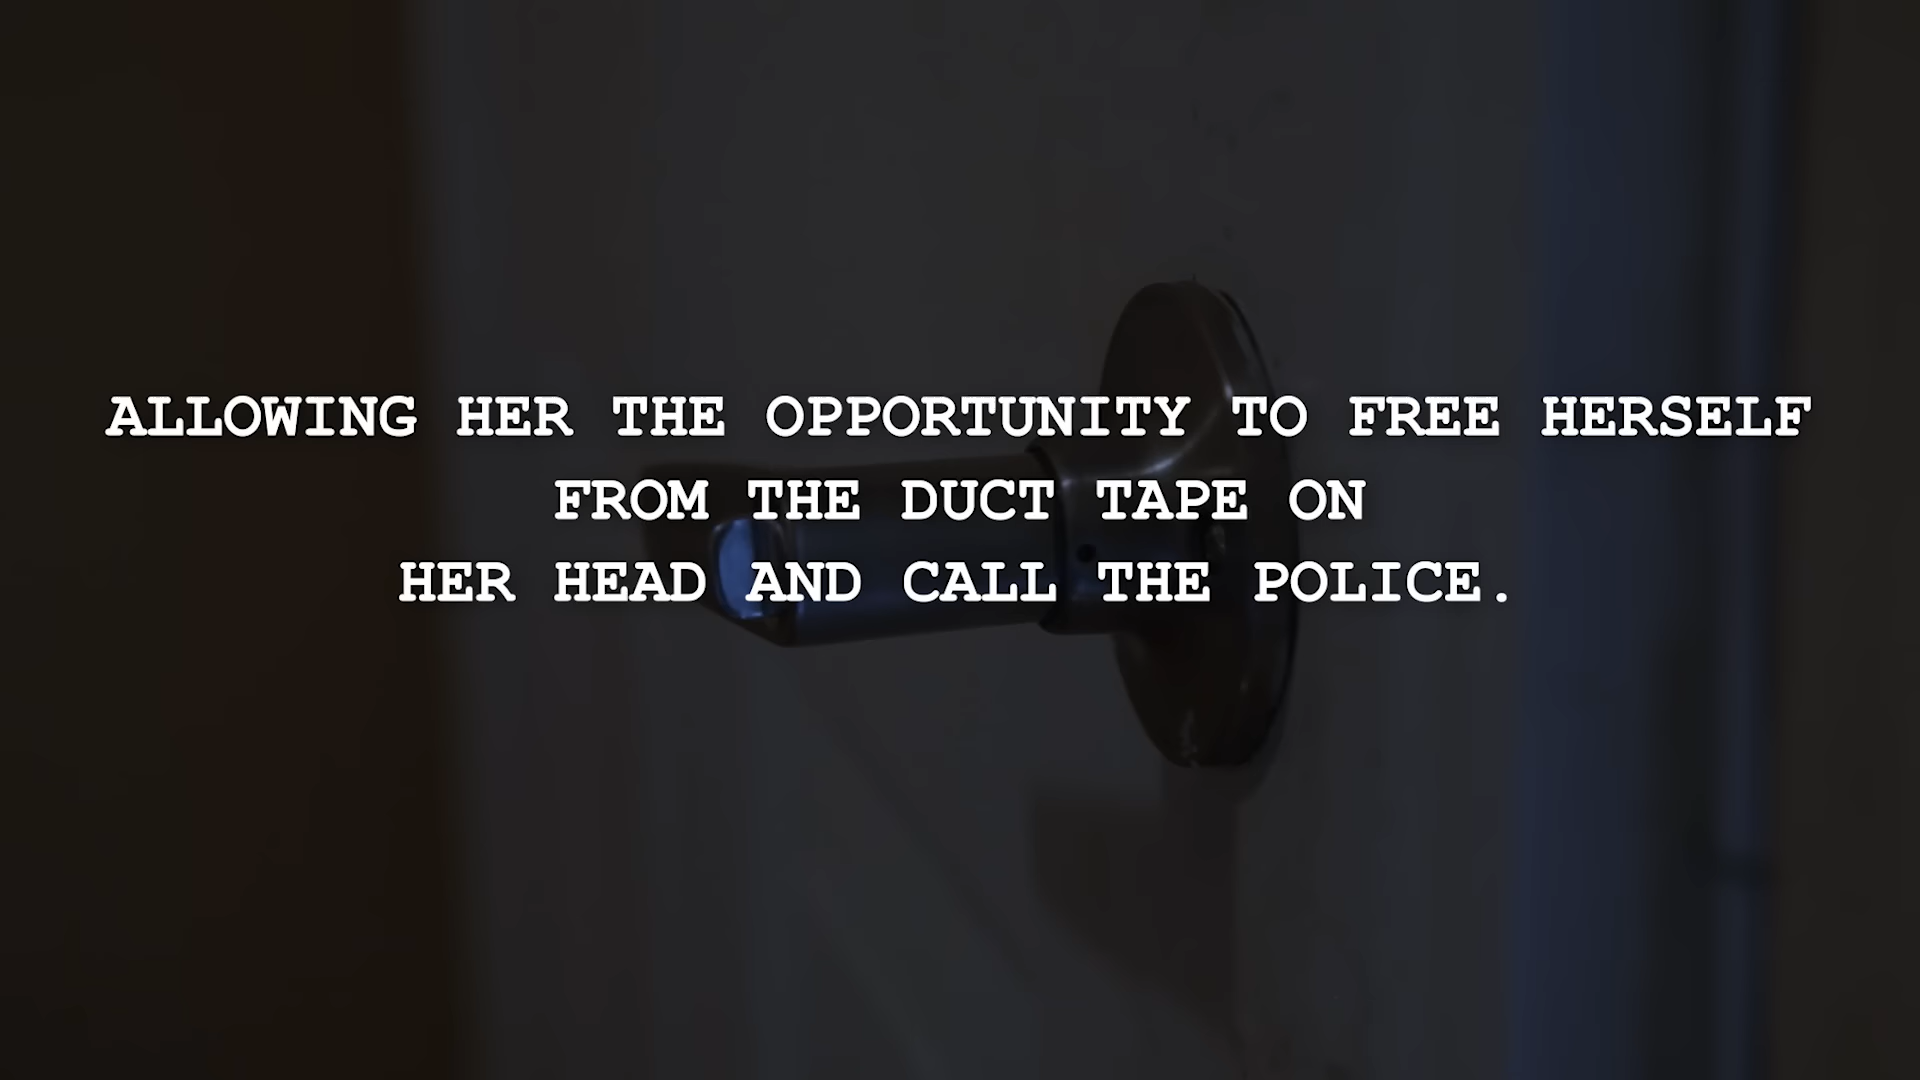 ALLOWING HER THE OPPORTUNITY TO FREE HERSELF
FROM THE DUCT TAPE ON
HER HEAD AND CALL THE POLICE.